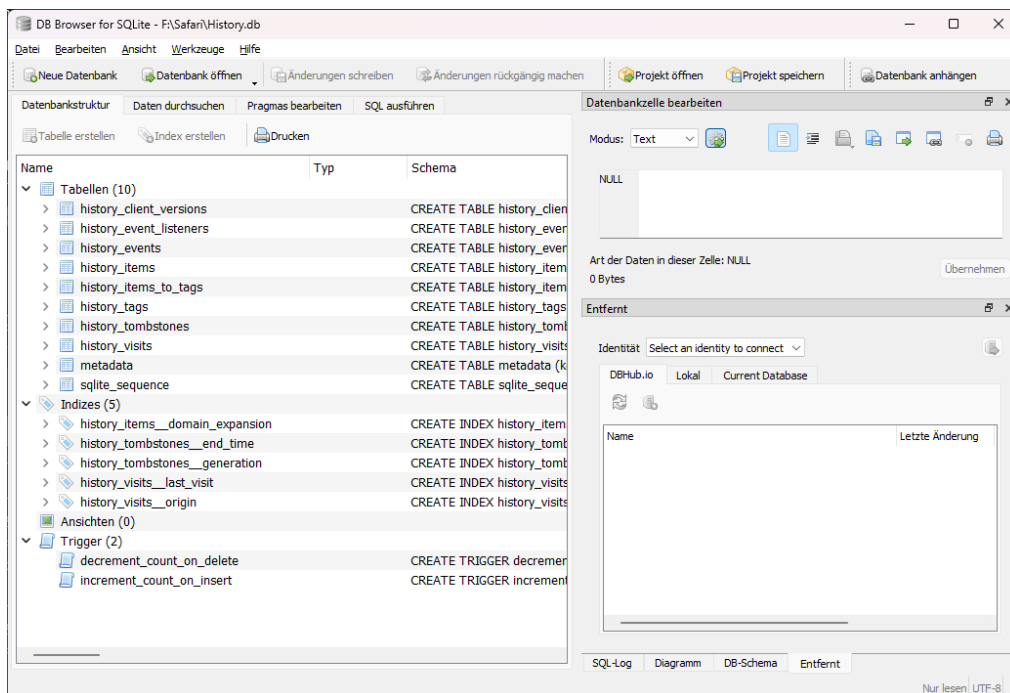 DB Browser for SQLite - F:\Safari\History.db
Datei Bearbeiten Ansicht Werkzeuge Hilfe
Neue Datenbank Datenbank öffnen Änderungen schreiben Änderungen rückgängig machen Projekt öffnen Projekt speichern Datenbank anhängen
Datenbankstruktur Daten durchsuchen Pragmas bearbeiten SQL ausführen
Tabelle erstellen Index erstellen Drucken
Name Typ Schema
Tabellen (10)
history_client_versions CREATE TABLE history_clien
history_event_listeners CREATE TABLE history_ever
history_events CREATE TABLE history_ever
history_items CREATE TABLE history_item
history_items_to_tags CREATE TABLE history_item
history_tags CREATE TABLE history_tags
history_tombstones CREATE TABLE history_toml
history_visits CREATE TABLE history_visits
metadata CREATE TABLE metadata (k
sqlite_sequence CREATE TABLE sqlite_seque
Indizes (5)
history_items__domain_expansion CREATE INDEX history_item
history_tombstones__end_time CREATE INDEX history_tomb
history_tombstones__generation CREATE INDEX history_tomb
history_visits__last_visit CREATE INDEX history_visits
history_visits__origin CREATE INDEX history_visits
Ansichten (0)
Trigger (2)
decrement_count_on_delete CREATE TRIGGER decremer
increment_count_on_insert CREATE TRIGGER increment
Datenbankzelle bearbeiten
Modus: Text
NULL
Art der Daten in dieser Zelle: NULL
0 Bytes
Übernehmen
Entfernt
Identität Select an identity to connect
DBHub.io Lokal Current Database
Name Letzte Änderung
SQL-Log Diagramm DB-Schema Entfernt
Nur lesen UTF-8